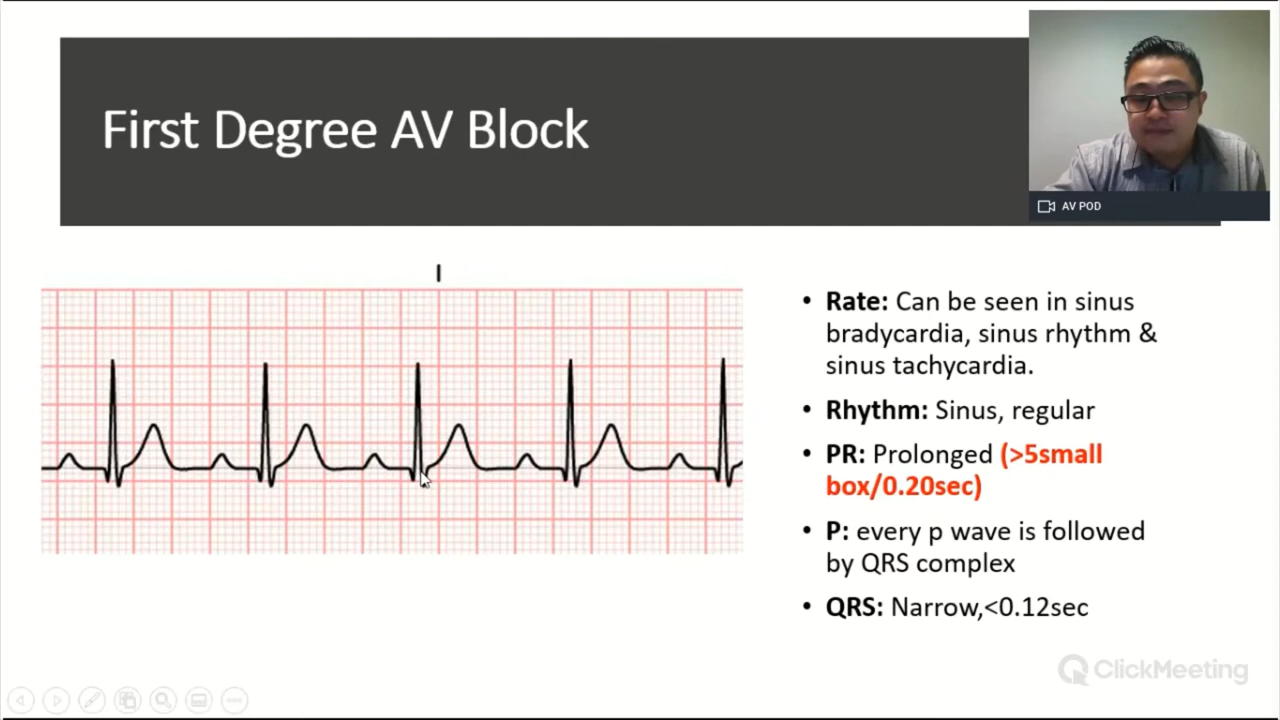 First Degree AV Block
AV POD
I
• Rate: Can be seen in sinus
bradycardia, sinus rhythm &
sinus tachycardia.
• Rhythm: Sinus, regular
• PR: Prolonged (>5small
box/0.20sec)
• P: every p wave is followed
by QRS complex
• QRS: Narrow,<0.12sec
ClickMeeting